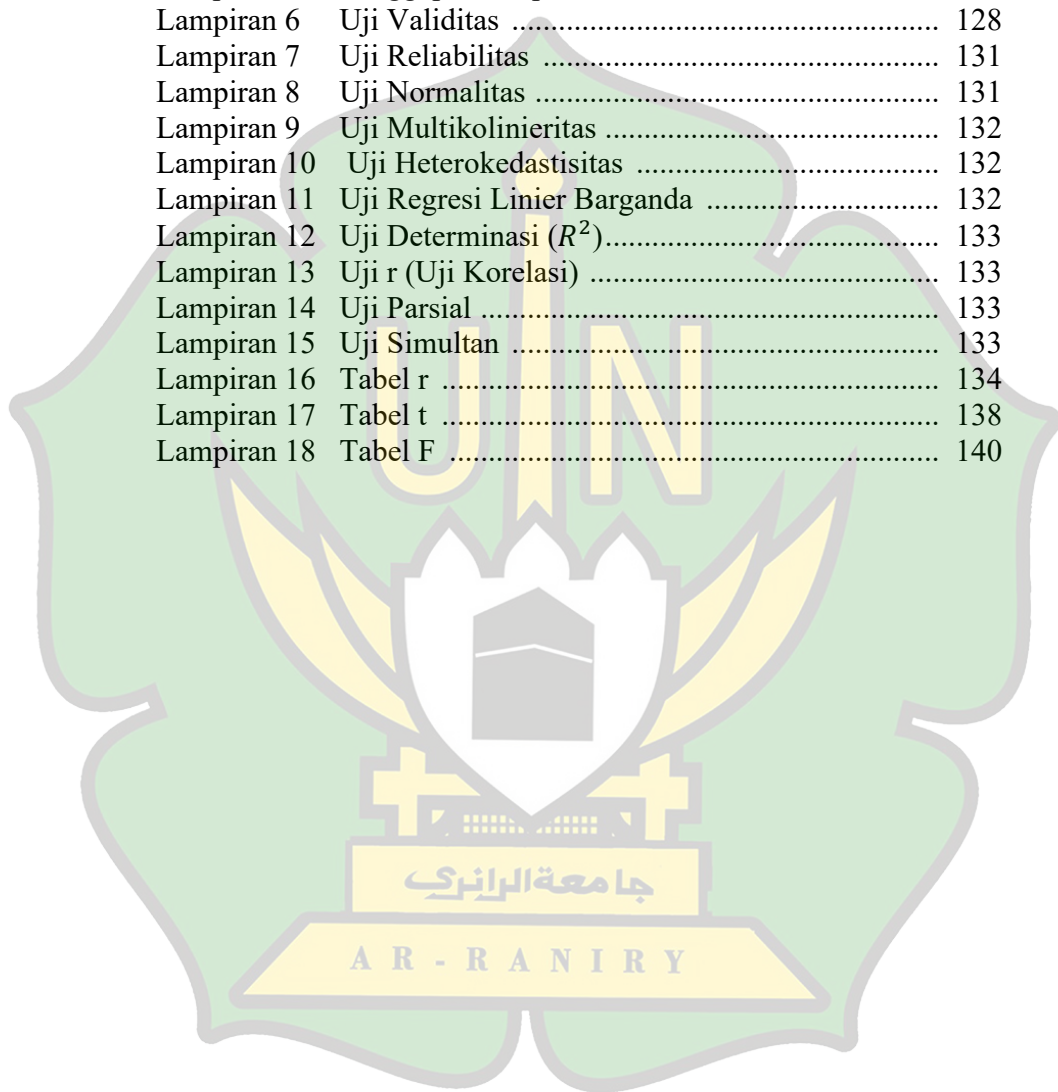 Lampiran 6 Uji Validitas ........................................................ 128
Lampiran 7 Uji Reliabilitas .................................................... 131
Lampiran 8 Uji Normalitas ..................................................... 131
Lampiran 9 Uji Multikolinieritas ............................................ 132
Lampiran 10 Uji Heterokedastisitas ........................................ 132
Lampiran 11 Uji Regresi Linier Barganda ............................... 132
Lampiran 12 Uji Determinasi (𝑅²)............................................ 133
Lampiran 13 Uji r (Uji Korelasi) .............................................. 133
Lampiran 14 Uji Parsial ............................................................ 133
Lampiran 15 Uji Simultan ........................................................ 133
Lampiran 16 Tabel r ................................................................. 134
Lampiran 17 Tabel t ................................................................. 138
Lampiran 18 Tabel F ................................................................ 140
UIN
جامعة الرانري
AR-RANIRY